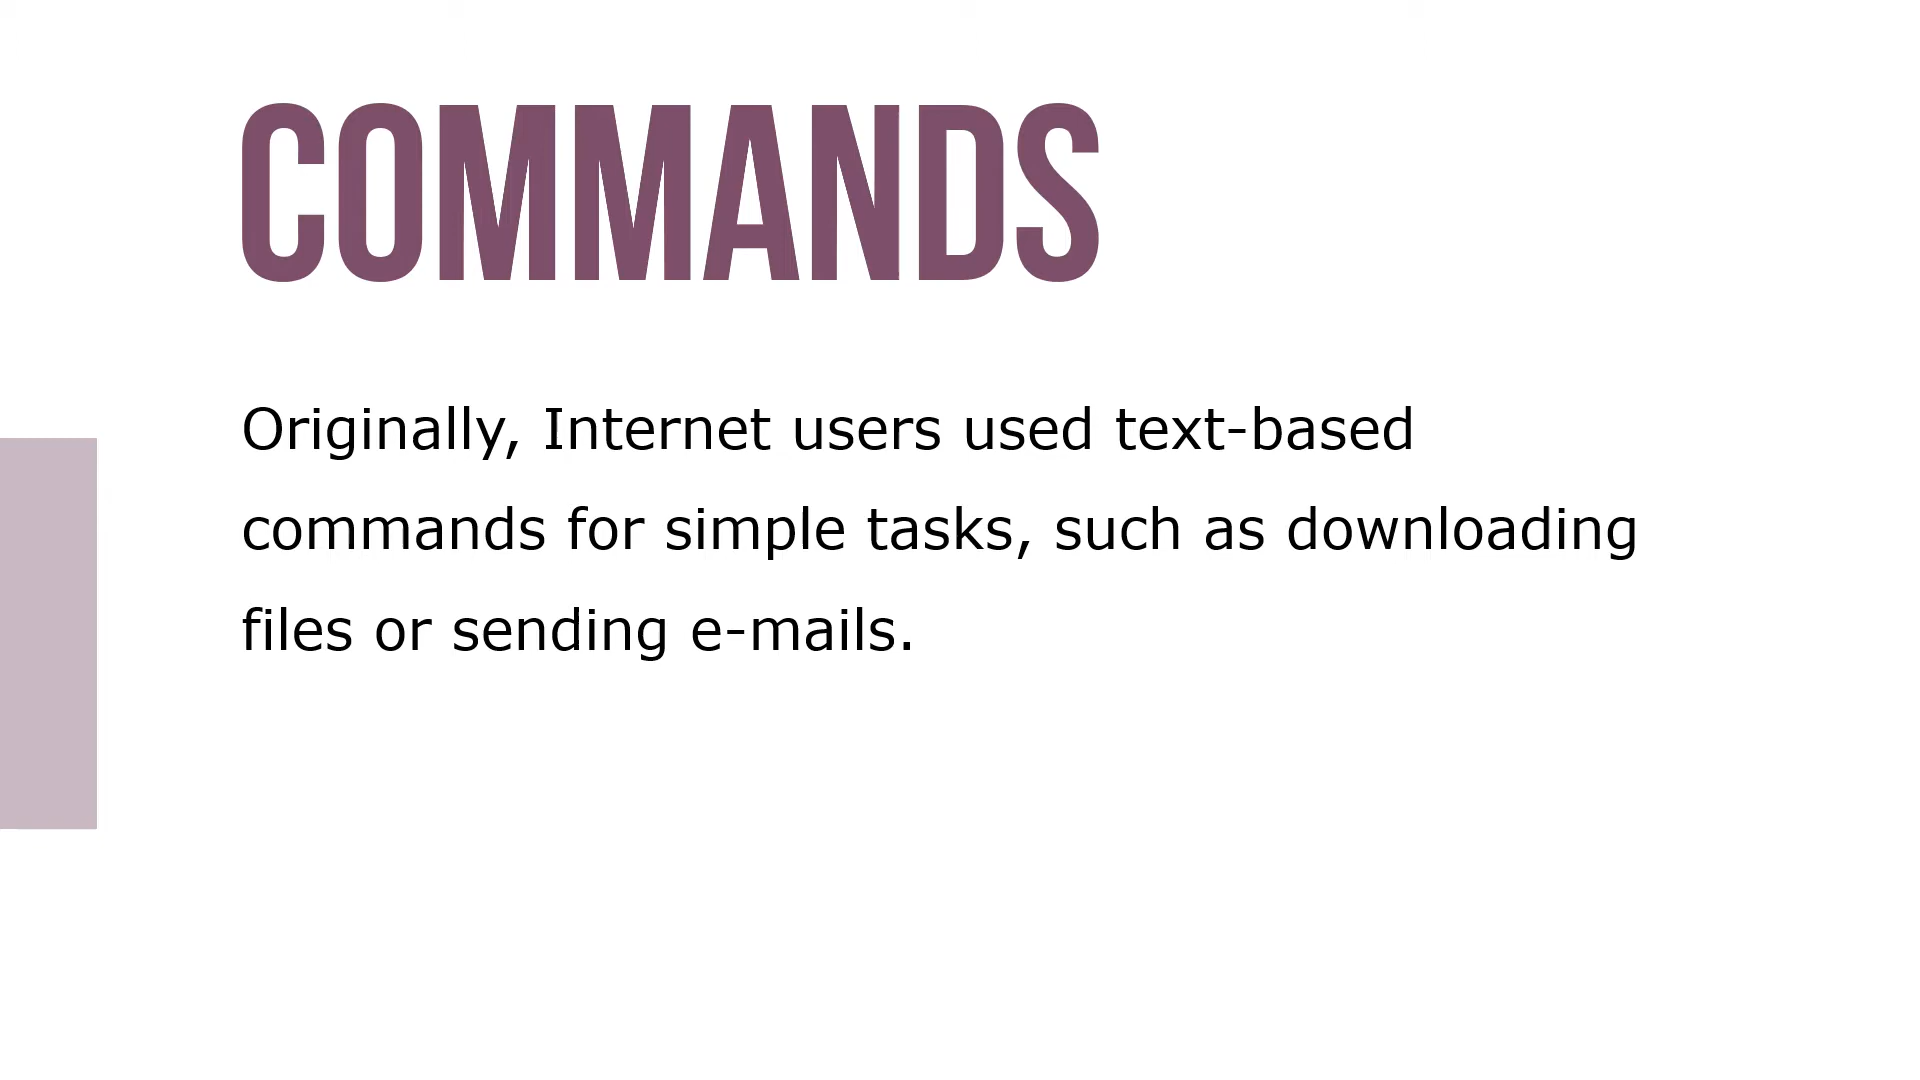 COMMANDS
Originally, Internet users used text-based
commands for simple tasks, such as downloading
files or sending e-mails.